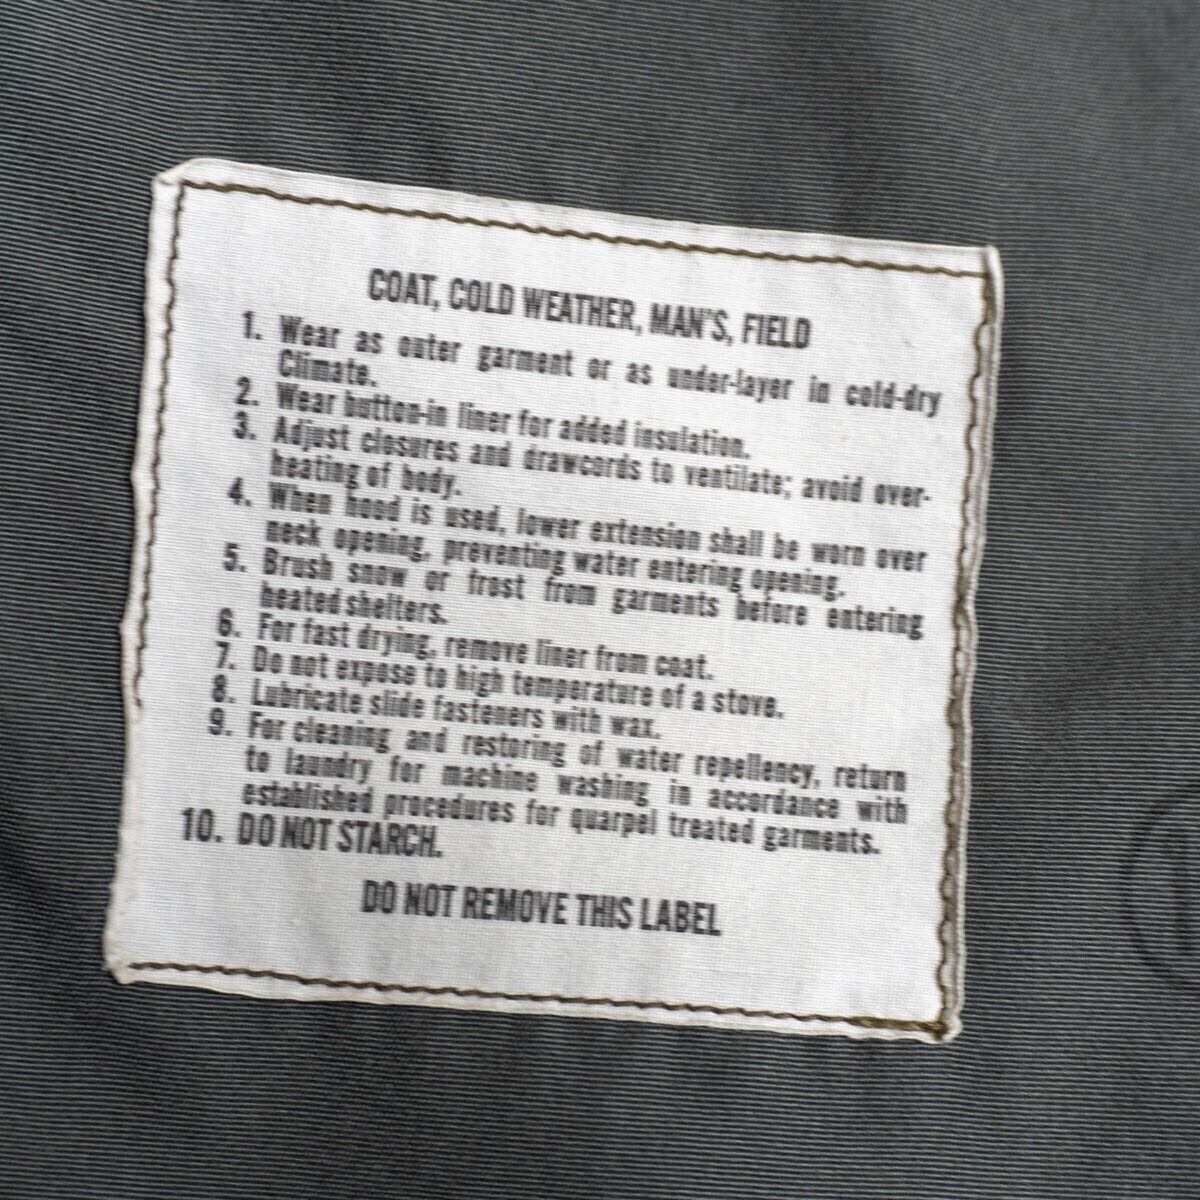 COAT, COLD WEATHER, MAN'S, FIELD
1. Wear as outer garment or as under-layer in cold-dry
Climate.
2. Wear button-in liner for added insulation.
3. Adjust closures and drawcords to ventilate; avoid over-
heating of body.
4. When hood is used, lower extension shall be worn over
neck opening, preventing water entering opening.
5. Brush snow or frost from garments before entering
heated shelters.
6. For fast drying, remove liner from coat.
7. Do not expose to high temperature of a stove.
8. Lubricate slide fasteners with wax.
9. For cleaning and restoring of water repellency, return
to laundry for machine washing in accordance with
established procedures for quarpel treated garments.
10. DO NOT STARCH.
DO NOT REMOVE THIS LABEL